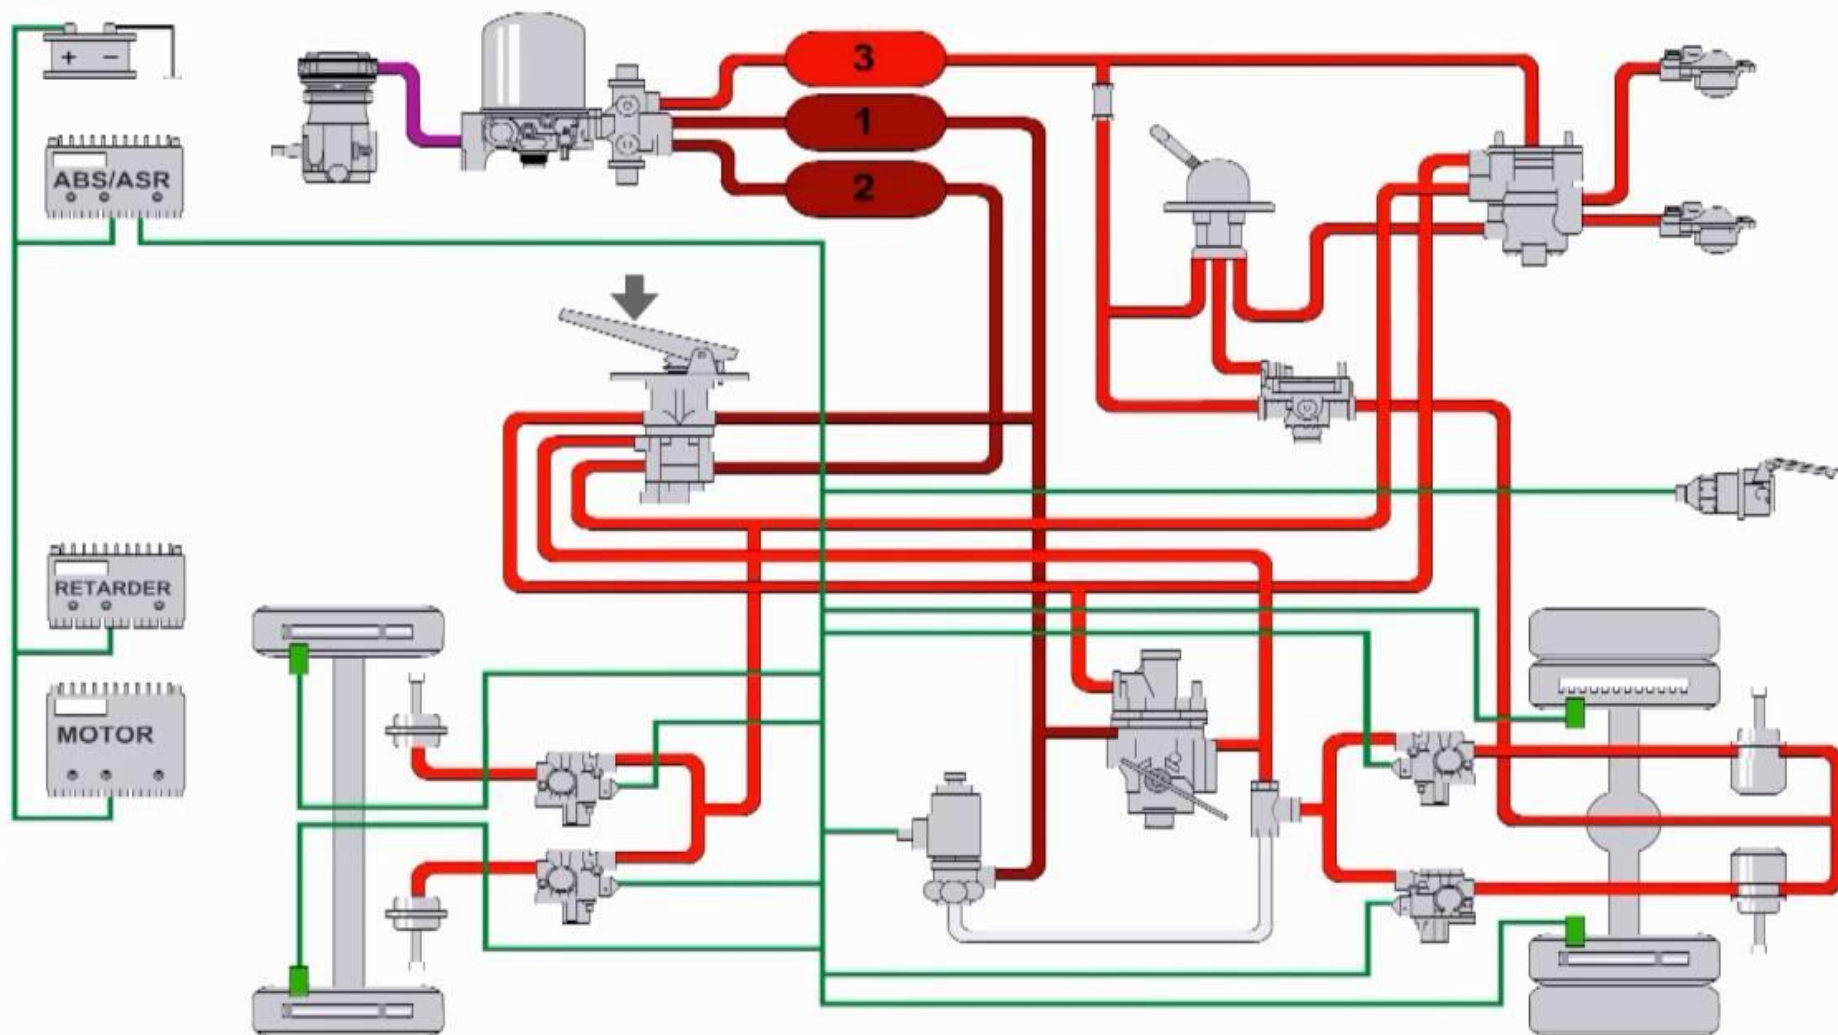 + −
3
1
2
ABS/ASR
RETARDER
MOTOR